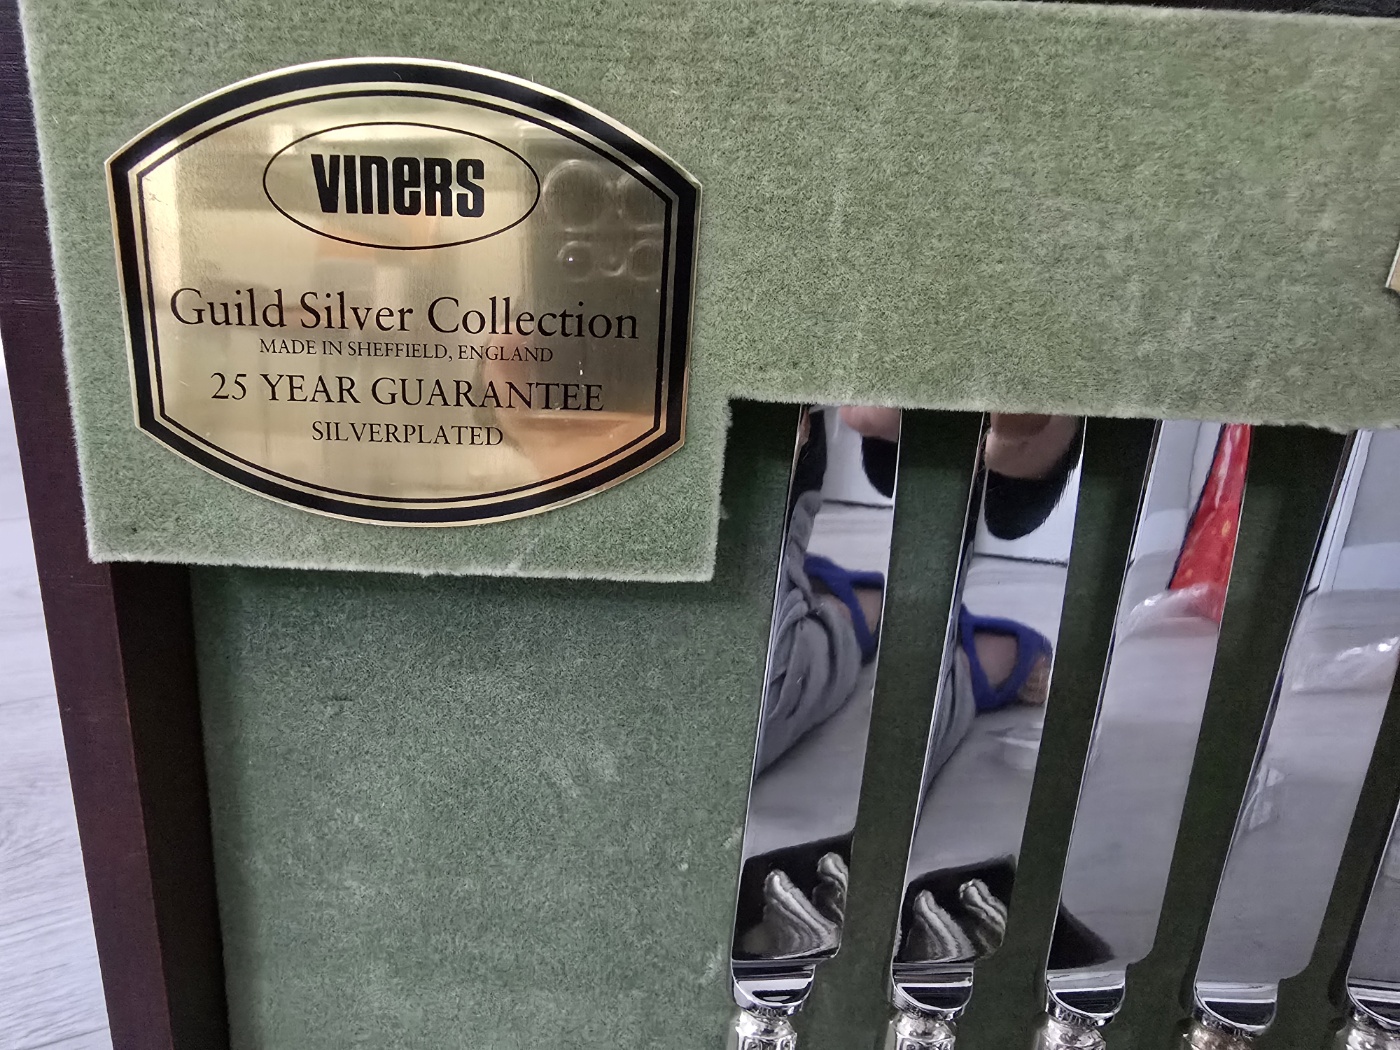 VINERS
Guild Silver Collection
MADE IN SHEFFIELD, ENGLAND
25 YEAR GUARANTEE
SILVERPLATED